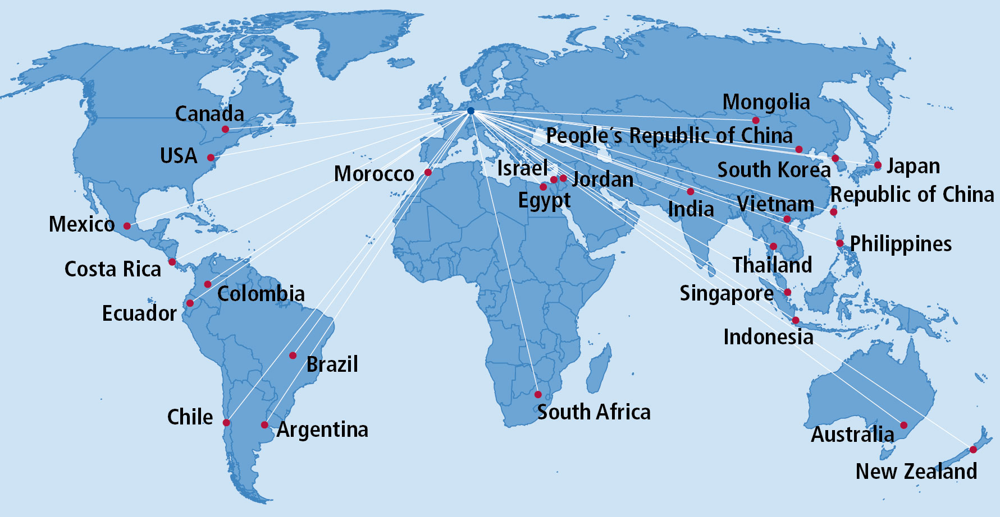 Mongolia
Canada
People´s Republic of China
USA
Israel
South Korea
Japan
Morocco
Jordan
Egypt
Republic of China
Vietnam
India
Mexico
Philippines
Thailand
Costa Rica
Colombia
Singapore
Ecuador
Indonesia
Brazil
South Africa
Chile
Argentina
Australia
New Zealand